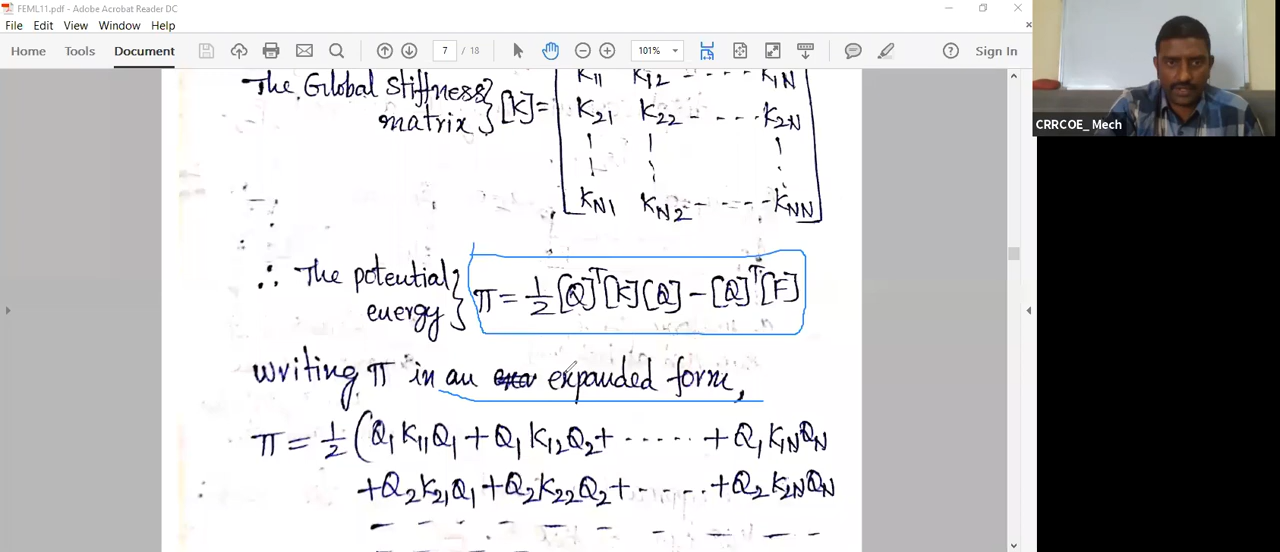 FEML11.pdf - Adobe Acrobat Reader DC
File Edit View Window Help
Home Tools Document 7 / 18 101% Sign In
The Global Stiffness matrix } [K] = K11 K12 - - - - K1N
K21 K22 - - - - K2N
KN1 KN2 - - - - - KNN
∴ The potential energy } π = 1/2 [Q]^T [K] [Q] - [Q]^T [F]
writing π in an expanded form,
π = 1/2 (Q1 K11 Q1 + Q1 K12 Q2 + ...... + Q1 K1N QN
+ Q2 K21 Q1 + Q2 K22 Q2 + ...... + Q2 K2N QN
CRRCOE_ Mech